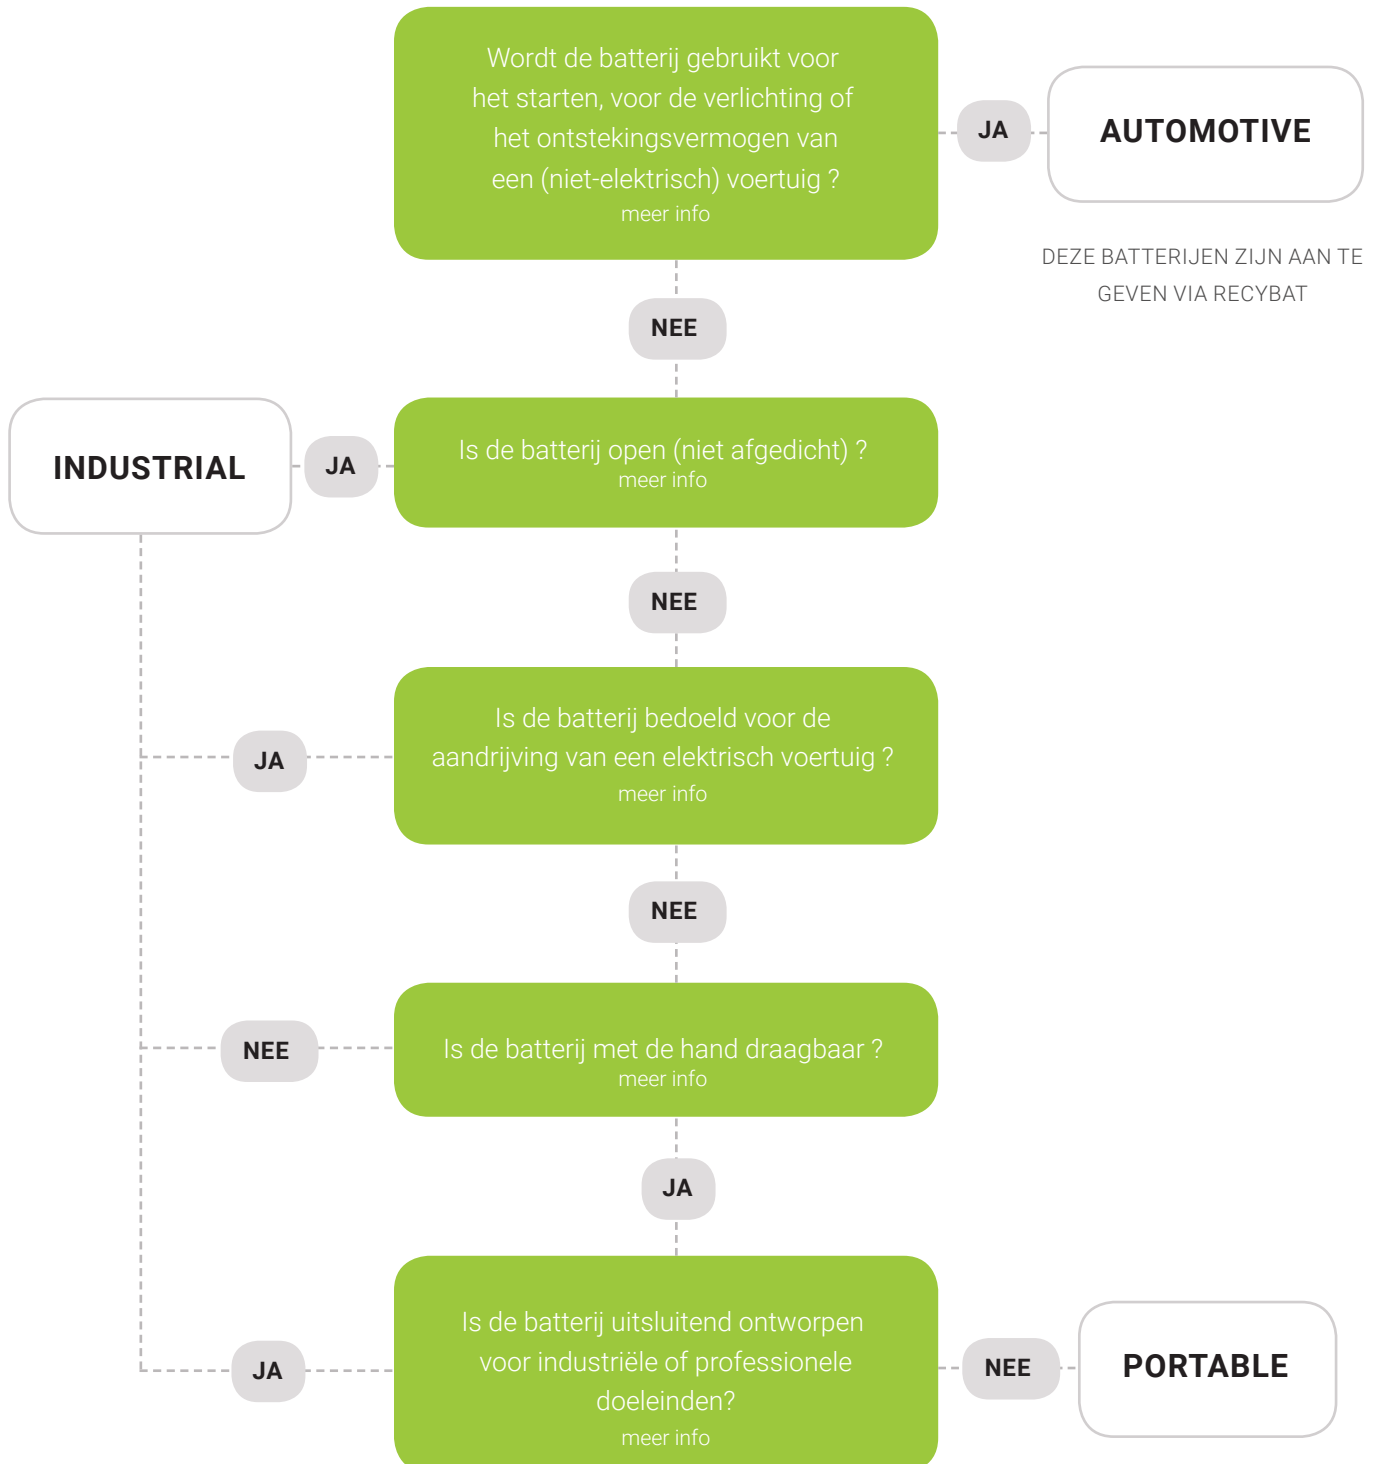 Wordt de batterij gebruikt voor
het starten, voor de verlichting of
het ontstekingsvermogen van
een (niet-elektrisch) voertuig ?
meer info
JA
AUTOMOTIVE
DEZE BATTERIJEN ZIJN AAN TE
GEVEN VIA RECYBAT
NEE
INDUSTRIAL
JA
Is de batterij open (niet afgedicht) ?
meer info
NEE
Is de batterij bedoeld voor de
aandrijving van een elektrisch voertuig ?
meer info
JA
NEE
Is de batterij met de hand draagbaar ?
meer info
NEE
JA
Is de batterij uitsluitend ontworpen
voor industriële of professionele
doeleinden?
meer info
JA
NEE
PORTABLE